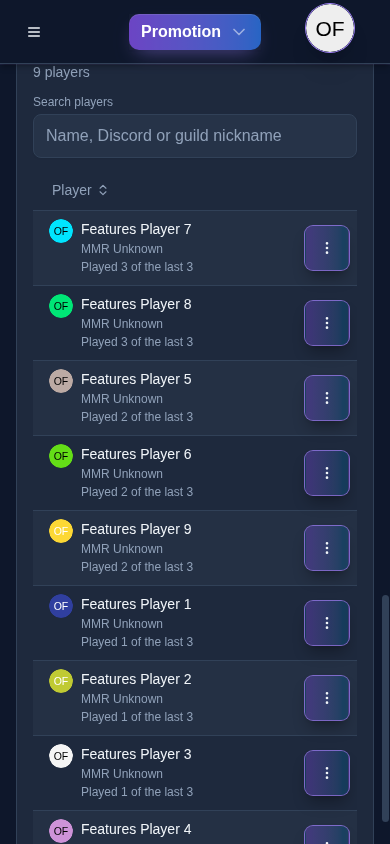 Promotion
OF
9 players
Search players
Name, Discord or guild nickname
Player
OF
Features Player 7
MMR Unknown
Played 3 of the last 3
OF
Features Player 8
MMR Unknown
Played 3 of the last 3
OF
Features Player 5
MMR Unknown
Played 2 of the last 3
OF
Features Player 6
MMR Unknown
Played 2 of the last 3
OF
Features Player 9
MMR Unknown
Played 2 of the last 3
OF
Features Player 1
MMR Unknown
Played 1 of the last 3
OF
Features Player 2
MMR Unknown
Played 1 of the last 3
OF
Features Player 3
MMR Unknown
Played 1 of the last 3
OF
Features Player 4